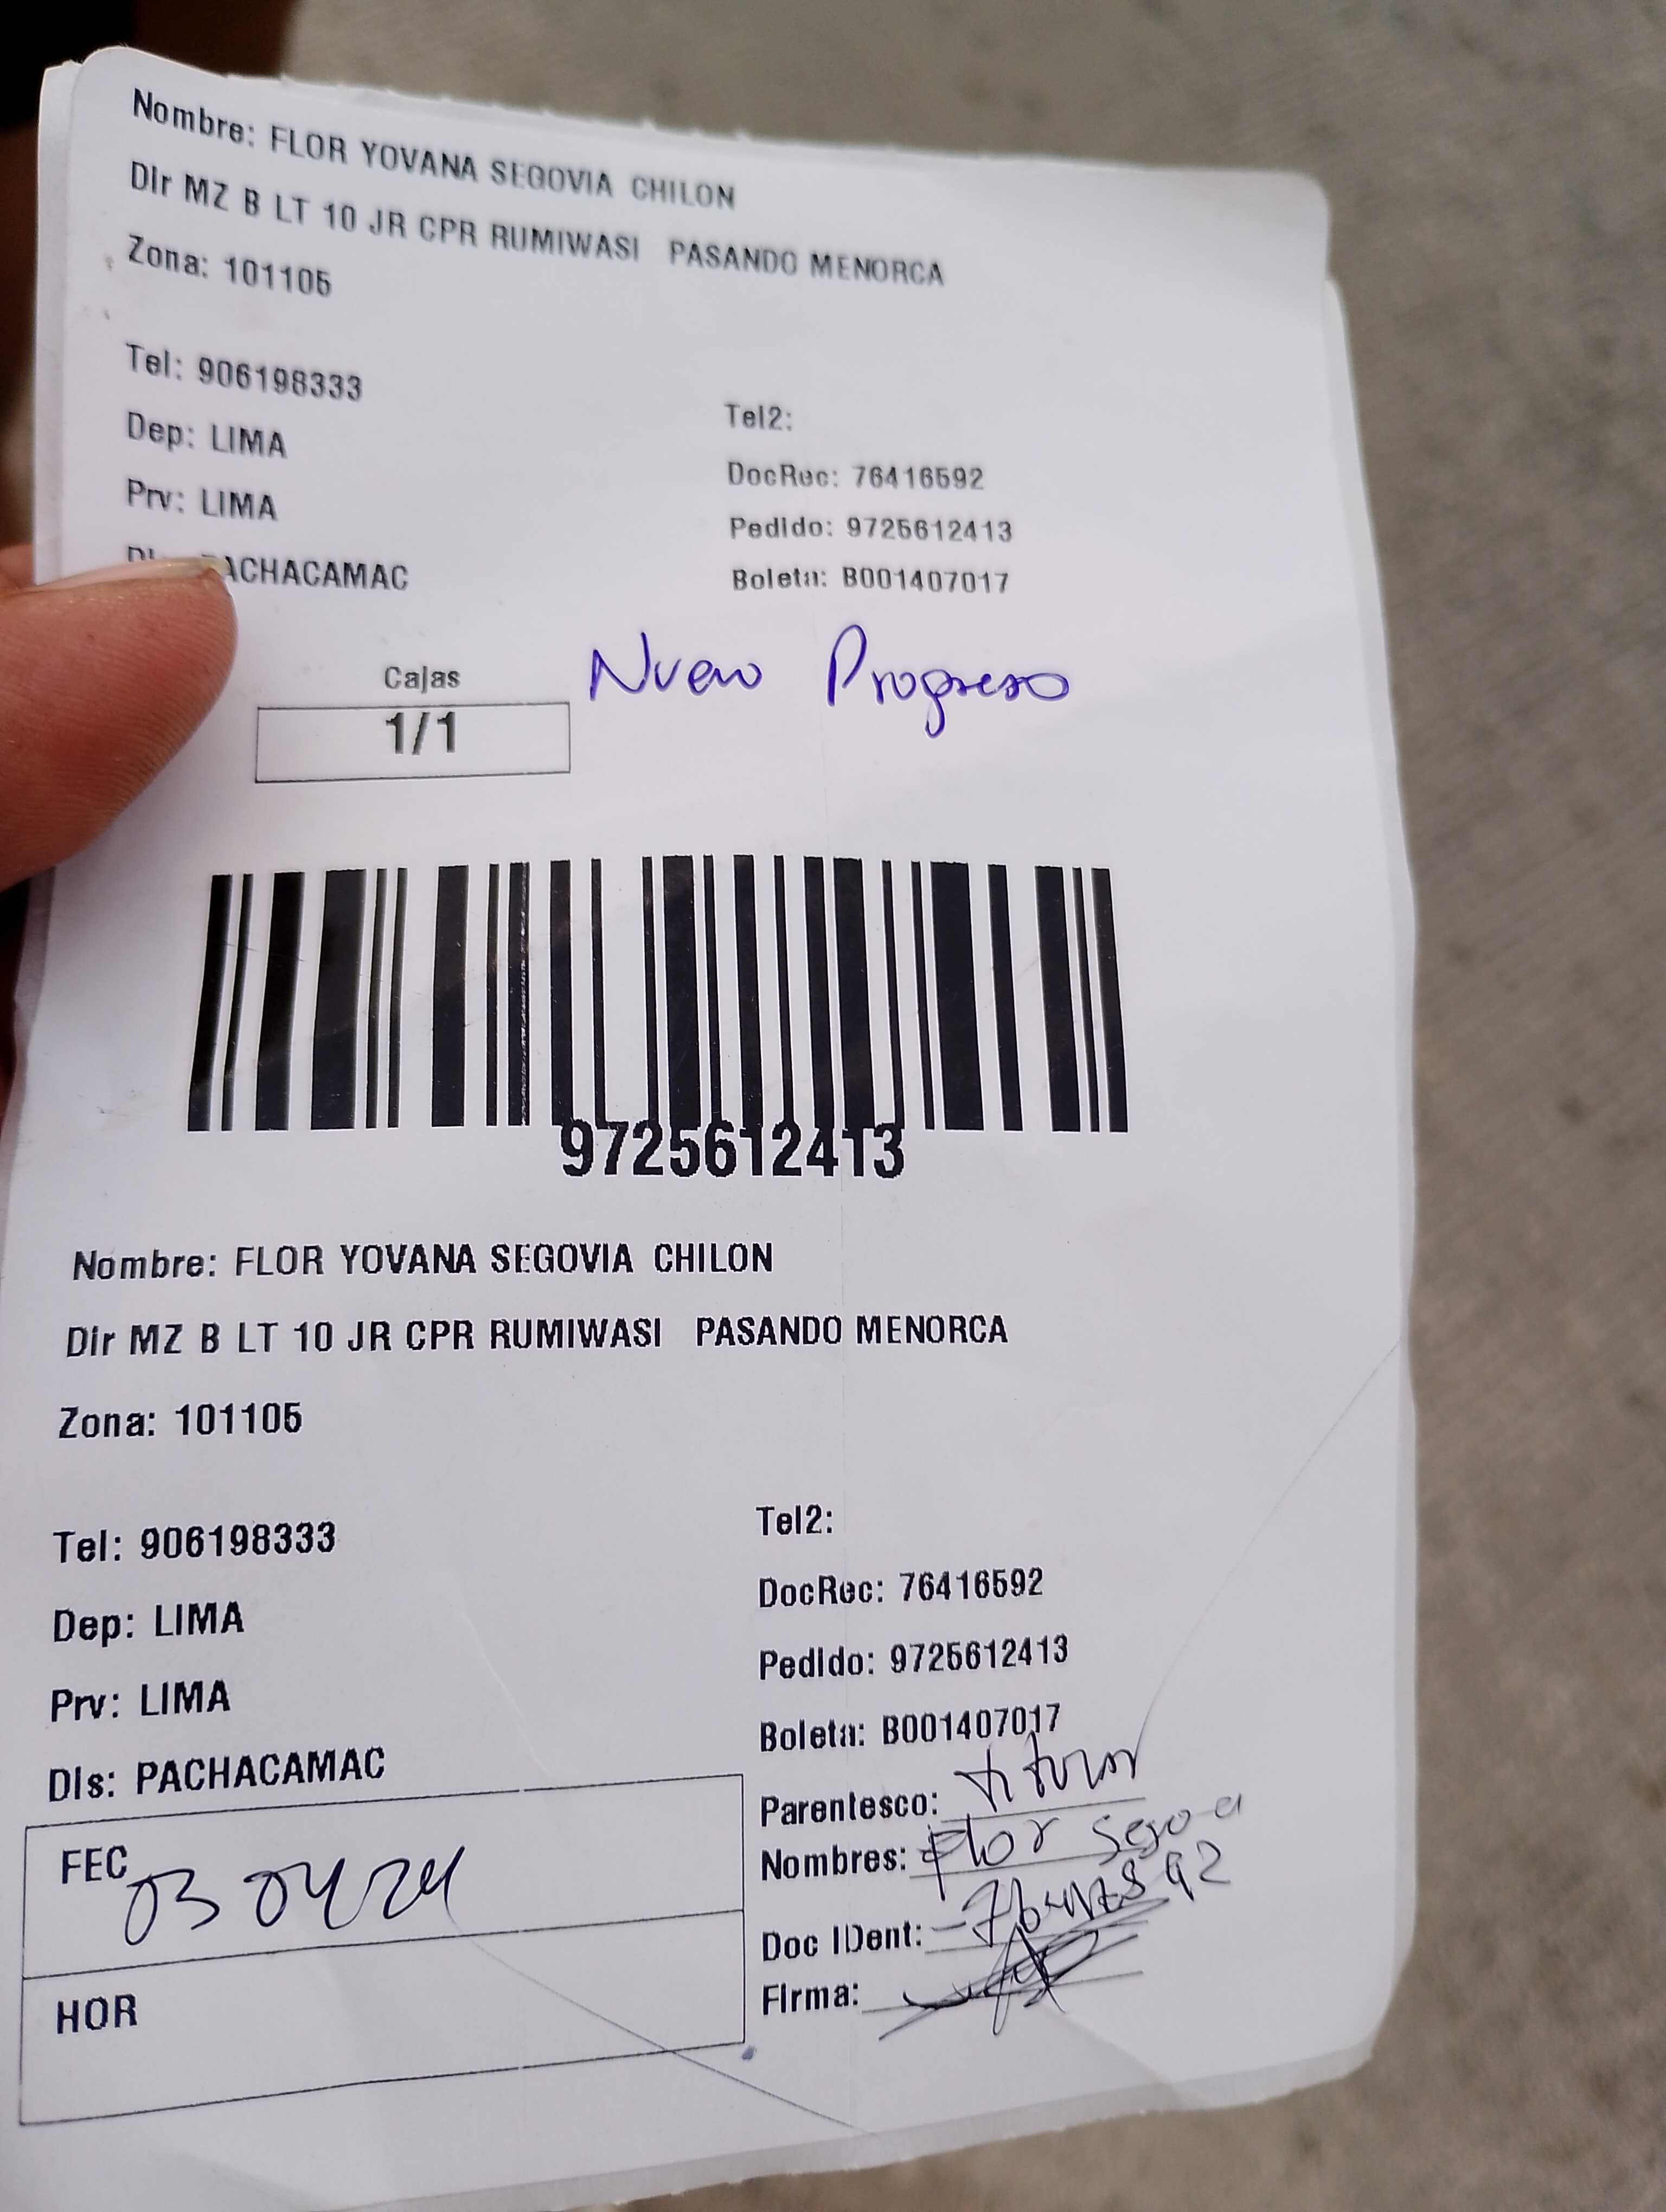 Nombre: FLOR YOVANA SEGOVIA CHILON
Dir MZ B LT 10 JR CPR RUMIWASI PASANDO MENORCA
Zona: 101105
Tel: 906198333
Tel2:
Dep: LIMA
DocRec: 76416592
Prv: LIMA
Pedido: 9725612413
PACHACAMAC
Boleta: B001407017
Nuevo Progreso
Cajas
1/1
9725612413
Nombre: FLOR YOVANA SEGOVIA CHILON
Dir MZ B LT 10 JR CPR RUMIWASI PASANDO MENORCA
Zona: 101105
Tel: 906198333
Tel2:
Dep: LIMA
DocRec: 76416592
Prv: LIMA
Pedido: 9725612413
Dis: PACHACAMAC
Boleta: B001407017
Parentesco: titular
FEC 03 04 24
Nombres: Flor
Doc IDent:
HOR
Firma: